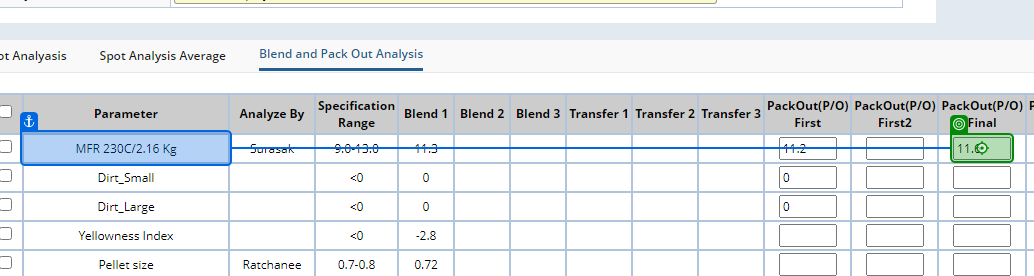 ot Analyasis Spot Analysis Average Blend and Pack Out Analysis
Parameter Analyze By Specification Range Blend 1 Blend 2 Blend 3 Transfer 1 Transfer 2 Transfer 3 PackOut(P/O) First PackOut(P/O) First2 PackOut(P/O) Final P
MFR 230C/2.16 Kg Surasak 9.0-13.0 11.3 11.2
Dirt_Small <0 0 0
Dirt_Large <0 0 0
Yellowness Index <0 -2.8
Pellet size Ratchanee 0.7-0.8 0.72